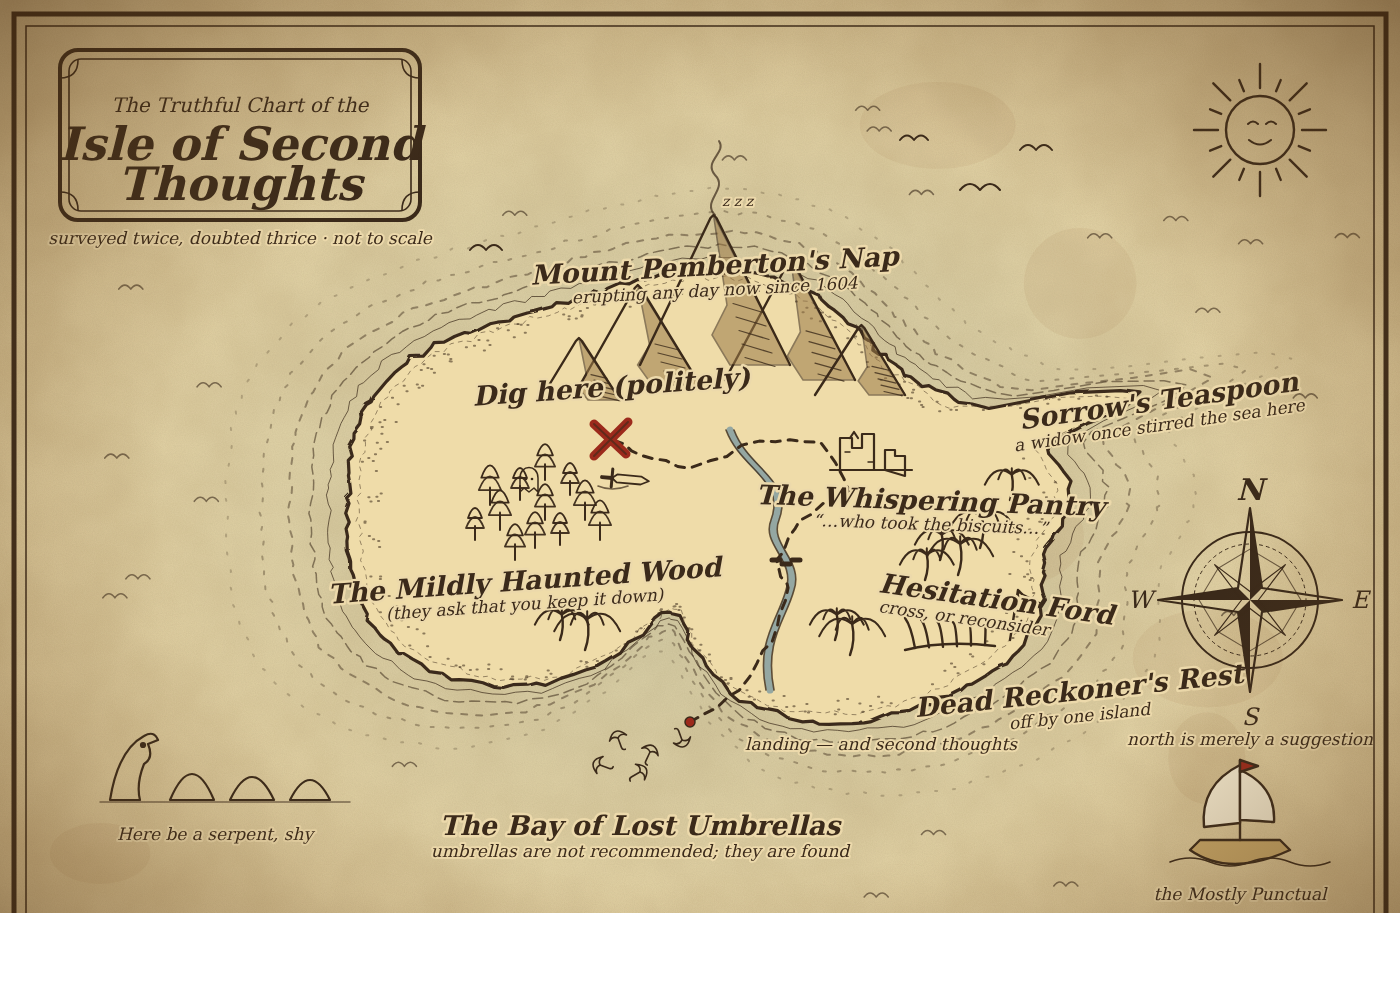 The Truthful Chart of the
Isle of Second
Thoughts
surveyed twice, doubted thrice · not to scale
z z z
Mount Pemberton's Nap
erupting any day now since 1604
Dig here (politely)
Sorrow's Teaspoon
a widow once stirred the sea here
The Whispering Pantry
“…who took the biscuits…”
N
W
E
S
north is merely a suggestion
The Mildly Haunted Wood
(they ask that you keep it down)
Hesitation Ford
cross, or reconsider
Dead Reckoner's Rest
off by one island
landing — and second thoughts
Here be a serpent, shy
The Bay of Lost Umbrellas
umbrellas are not recommended; they are found
the Mostly Punctual